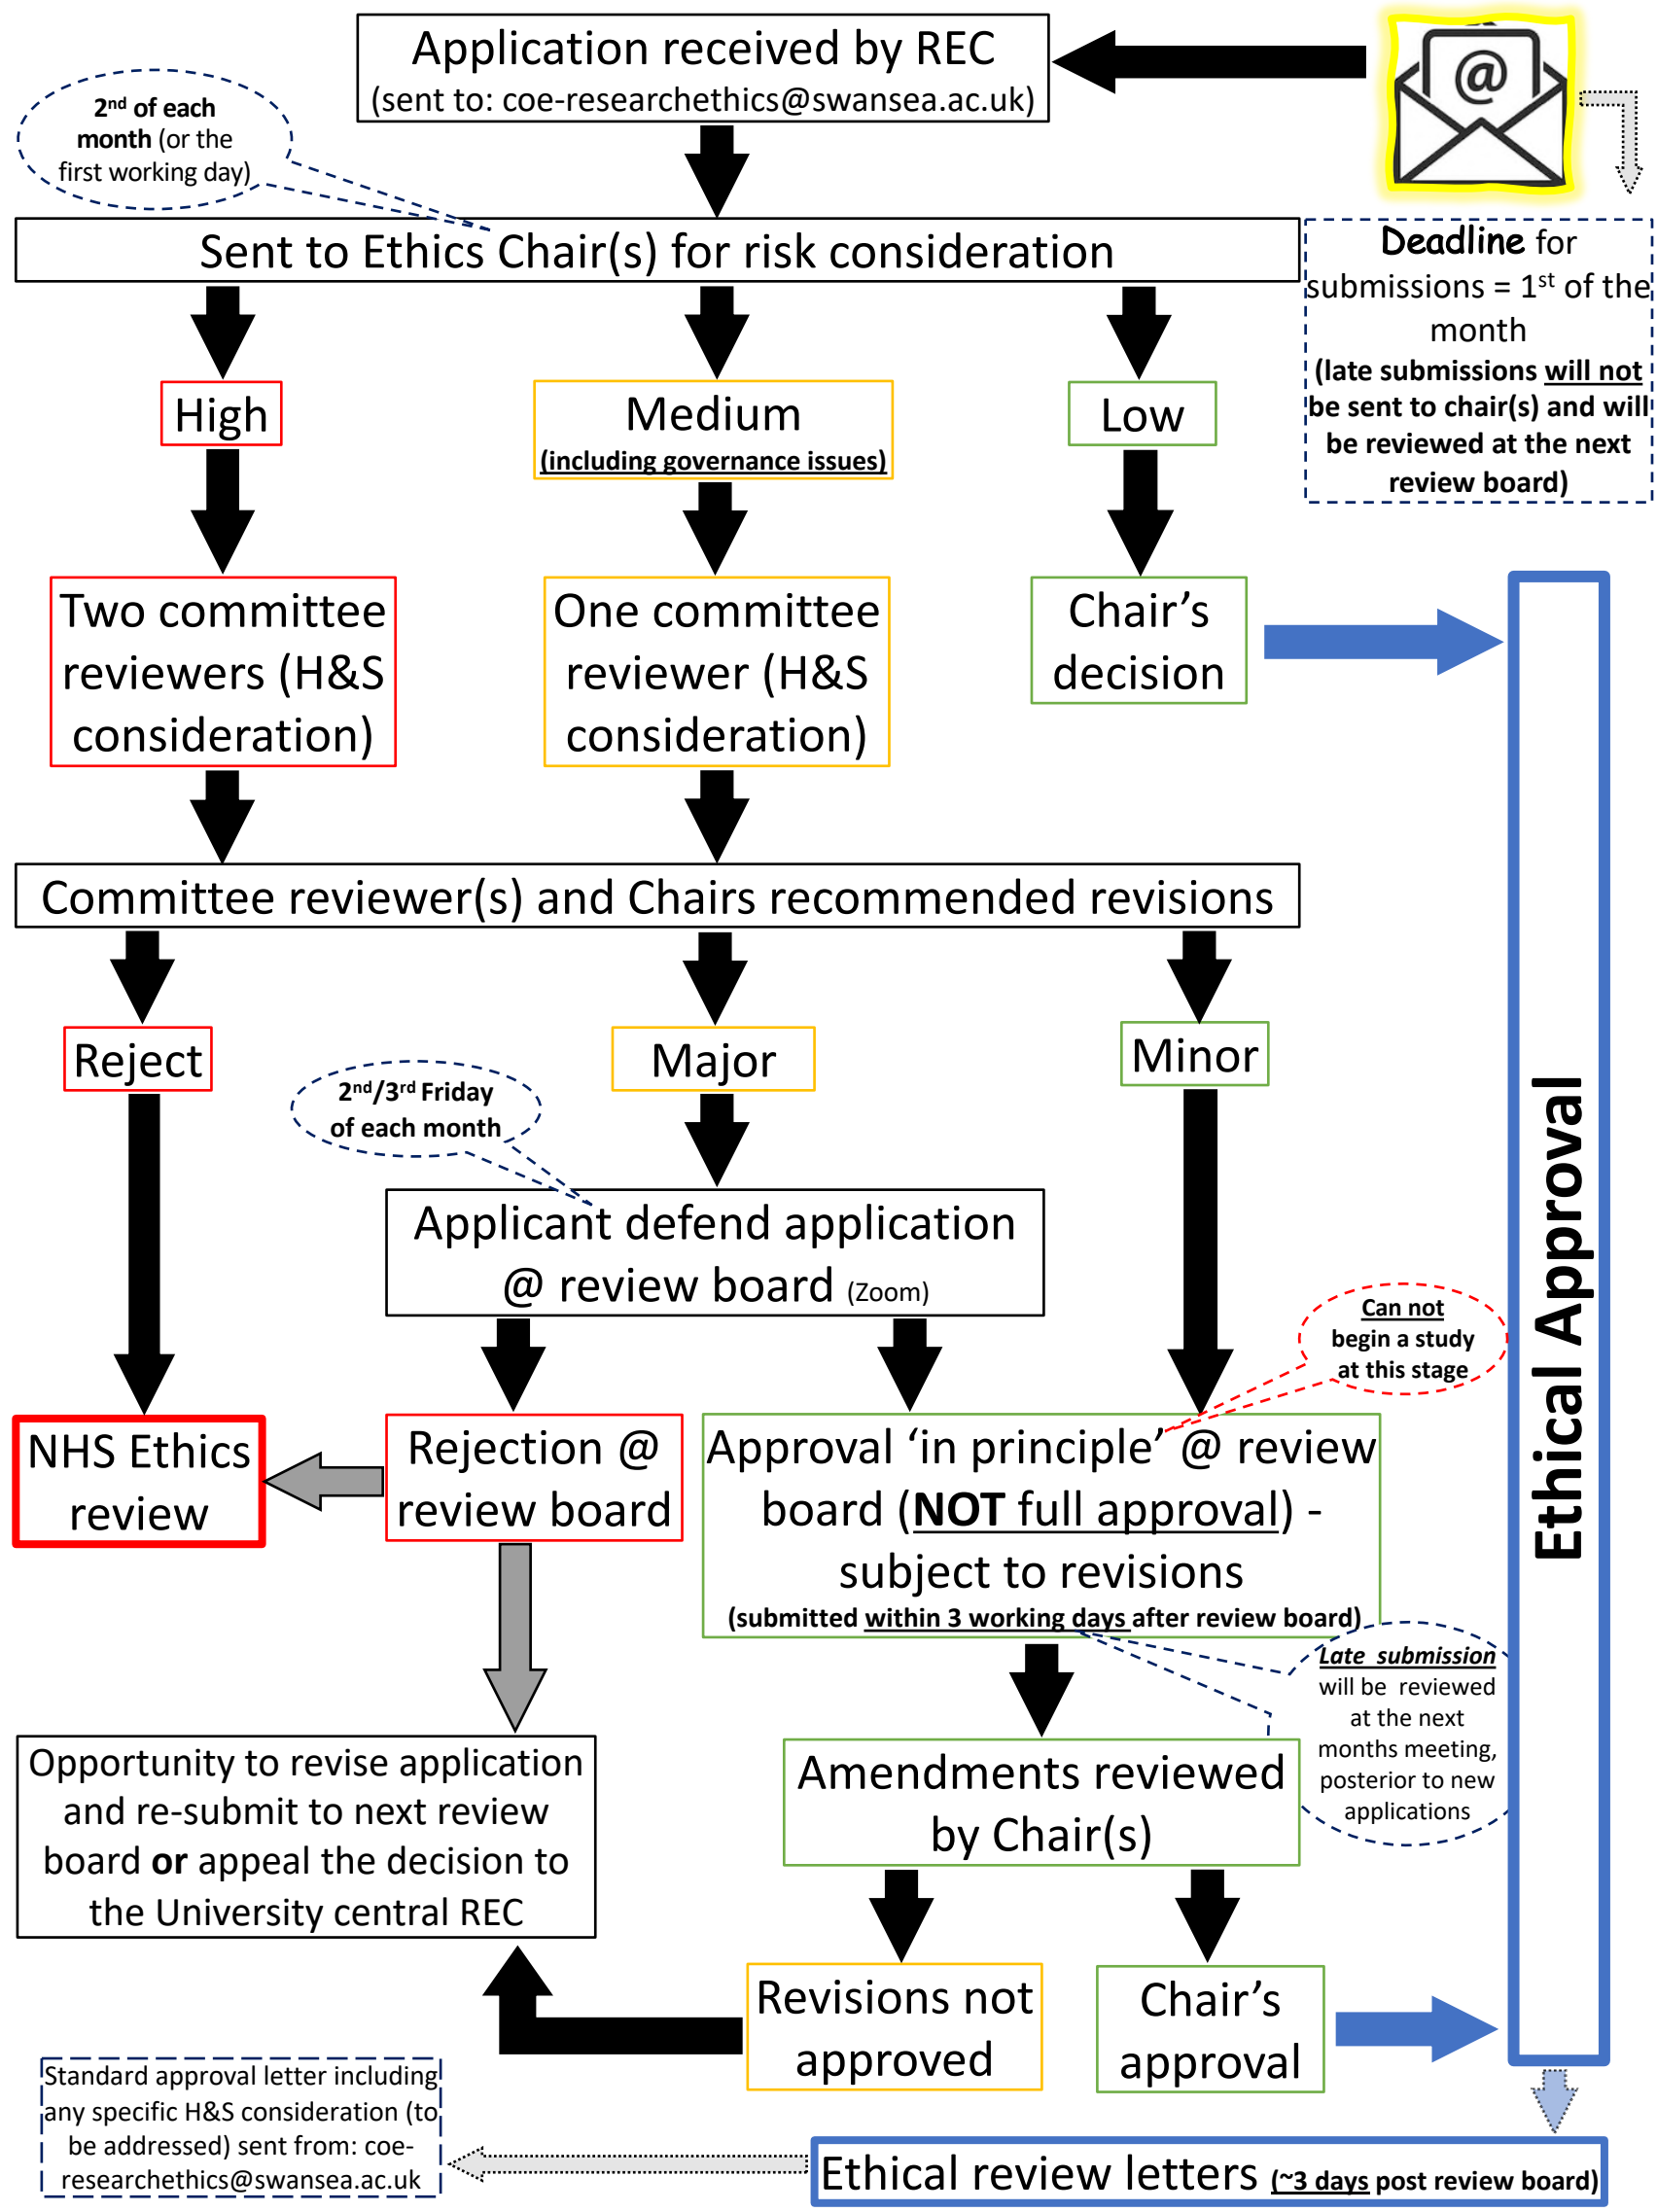 Application received by REC
(sent to: coe-researchethics@swansea.ac.uk)
@
2nd of each
month (or the
first working day)
Sent to Ethics Chair(s) for risk consideration
Deadline for
submissions = 1st of the
month
(late submissions will not
be sent to chair(s) and will
be reviewed at the next
review board)
High
Medium
(including governance issues)
Low
Two committee
reviewers (H&S
consideration)
One committee
reviewer (H&S
consideration)
Chair’s
decision
Committee reviewer(s) and Chairs recommended revisions
Reject
Major
Minor
2nd/3rd Friday
of each month
Applicant defend application
@ review board (Zoom)
Can not
begin a study
at this stage
Ethical Approval
NHS Ethics
review
Rejection @
review board
Approval ‘in principle’ @ review
board (NOT full approval) -
subject to revisions
(submitted within 3 working days after review board)
Late submission
will be reviewed
at the next
months meeting,
posterior to new
applications
Opportunity to revise application
and re-submit to next review
board or appeal the decision to
the University central REC
Amendments reviewed
by Chair(s)
Revisions not
approved
Chair’s
approval
Standard approval letter including
any specific H&S consideration (to
be addressed) sent from: coe-
researchethics@swansea.ac.uk
Ethical review letters (~3 days post review board)